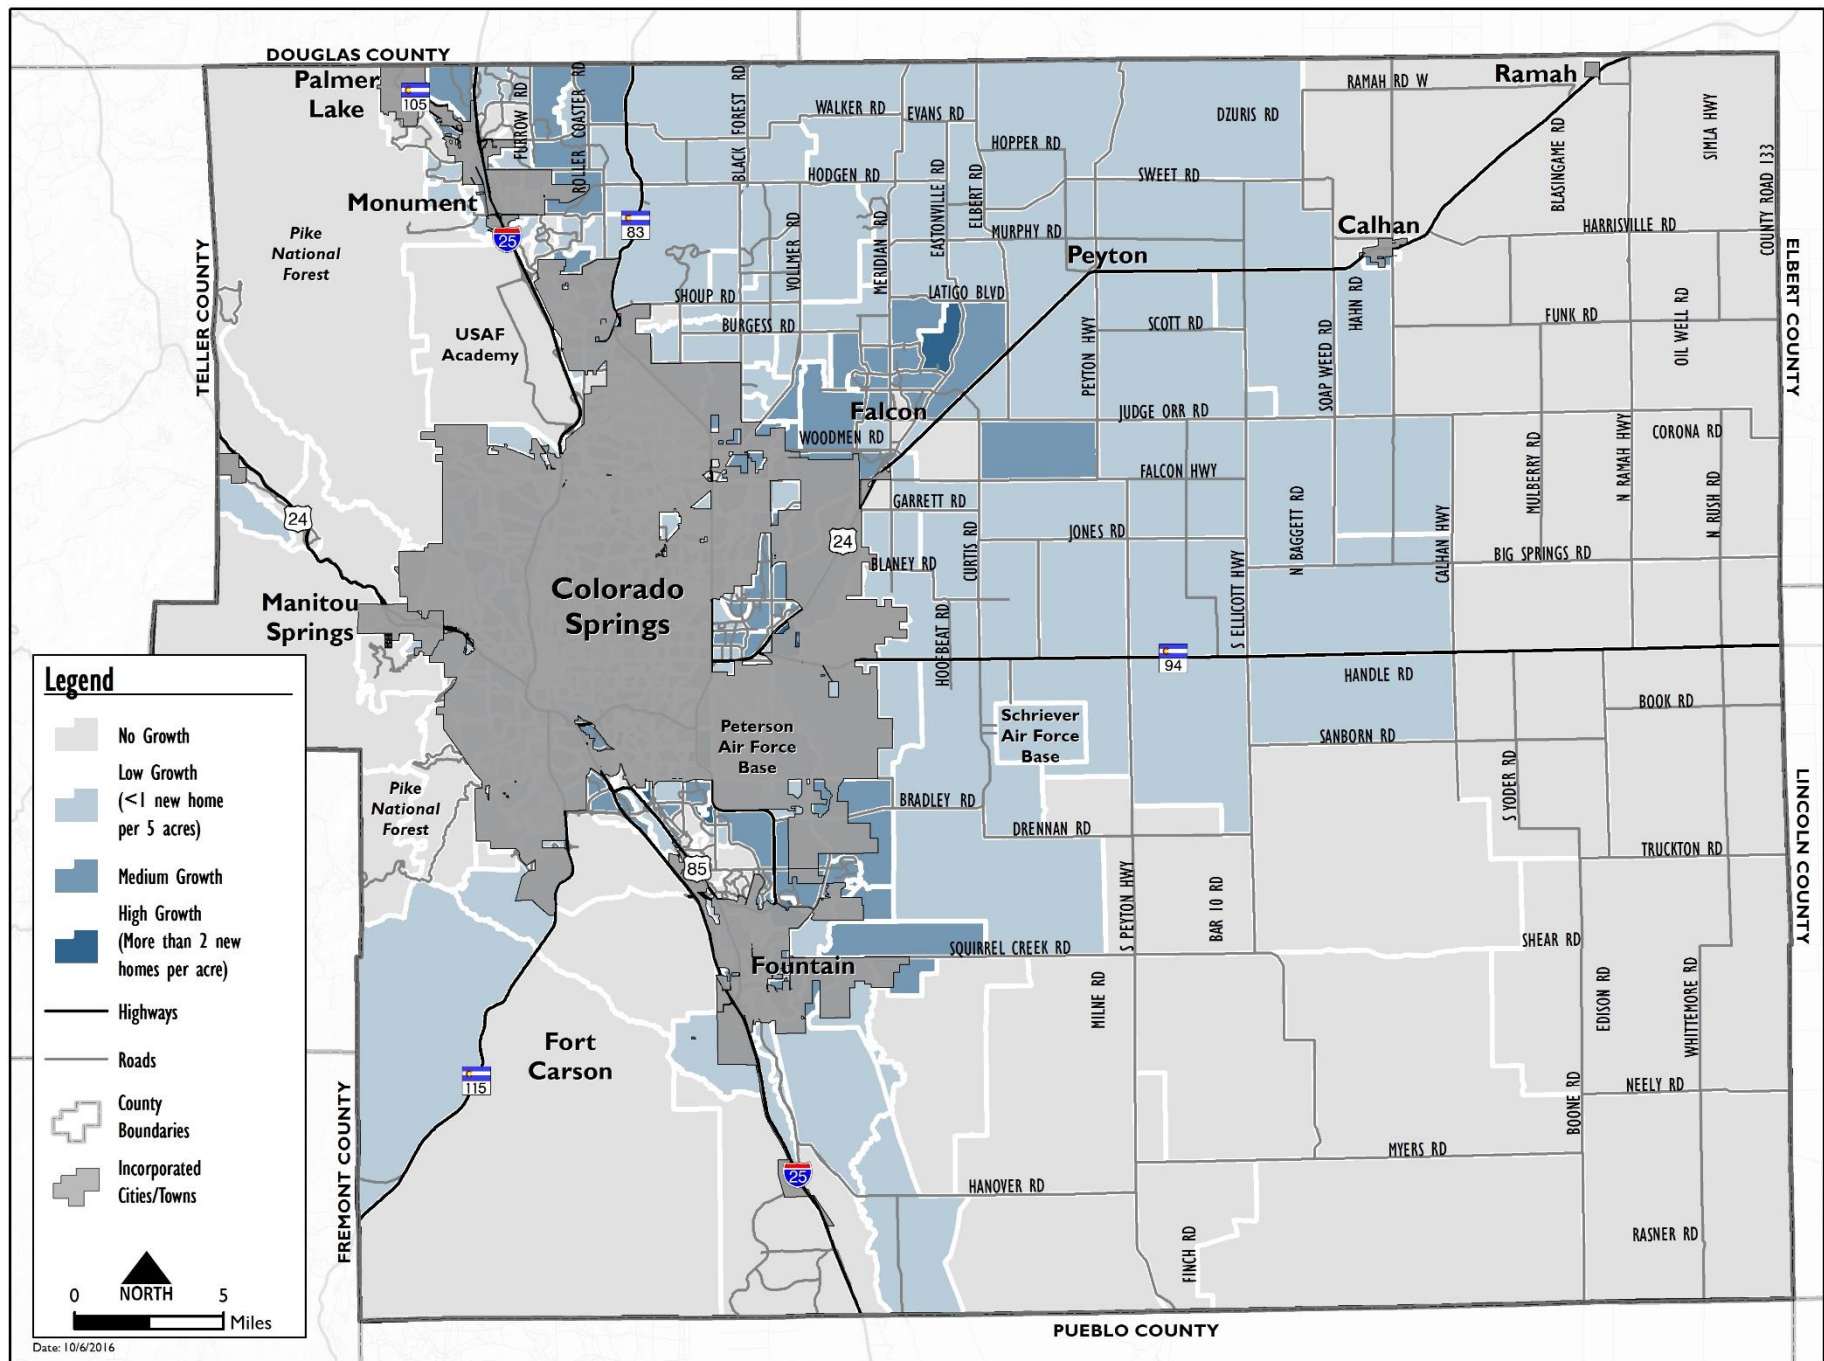 DOUGLAS COUNTY
Palmer
Lake
105
FURROW RD
ROLLER COASTER RD
BLACK FOREST RD
WALKER RD
EVANS RD
DZURIS RD
RAMAH RD W
Ramah
SIMLA HWY
BLASINGAME RD
COUNTY ROAD 133
HOPPER RD
HODGEN RD
EASTONVILLE RD
ELBERT RD
SWEET RD
Monument
83
25
VOLLMER RD
MERIDIAN RD
MURPHY RD
Peyton
Calhan
HARRISVILLE RD
Pike
National
Forest
TELLER COUNTY
ELBERT COUNTY
SHOUP RD
LATIGO BLVD
BURGESS RD
USAF
Academy
PEYTON HWY
SCOTT RD
SOAP WEED RD
HAHN RD
FUNK RD
OIL WELL RD
Falcon
JUDGE ORR RD
WOODMEN RD
CORONA RD
FALCON HWY
MULBERRY RD
N RAMAH HWY
N RUSH RD
24
GARRETT RD
24
JONES RD
N BAGGETT RD
CALHAN HWY
BIG SPRINGS RD
BLANEY RD
CURTIS RD
Colorado
Springs
Manitou
Springs
HOOFBEAT RD
S ELLICOTT HWY
94
HANDLE RD
BOOK RD
Peterson
Air Force
Base
Schriever
Air Force
Base
SANBORN RD
S YODER RD
LINCOLN COUNTY
Pike
National
Forest
BRADLEY RD
DRENNAN RD
TRUCKTON RD
85
S PEYTON HWY
BAR 10 RD
SQUIRREL CREEK RD
SHEAR RD
Fountain
MILNE RD
EDISON RD
WHITTEMORE RD
Fort
Carson
115
BOONE RD
NEELY RD
FREMONT COUNTY
MYERS RD
25
HANOVER RD
FINCH RD
RASNER RD
PUEBLO COUNTY
Legend
No Growth
Low Growth
(<1 new home
per 5 acres)
Medium Growth
High Growth
(More than 2 new
homes per acre)
Highways
Roads
County
Boundaries
Incorporated
Cities/Towns
NORTH
0 5
Miles
Date: 10/6/2016